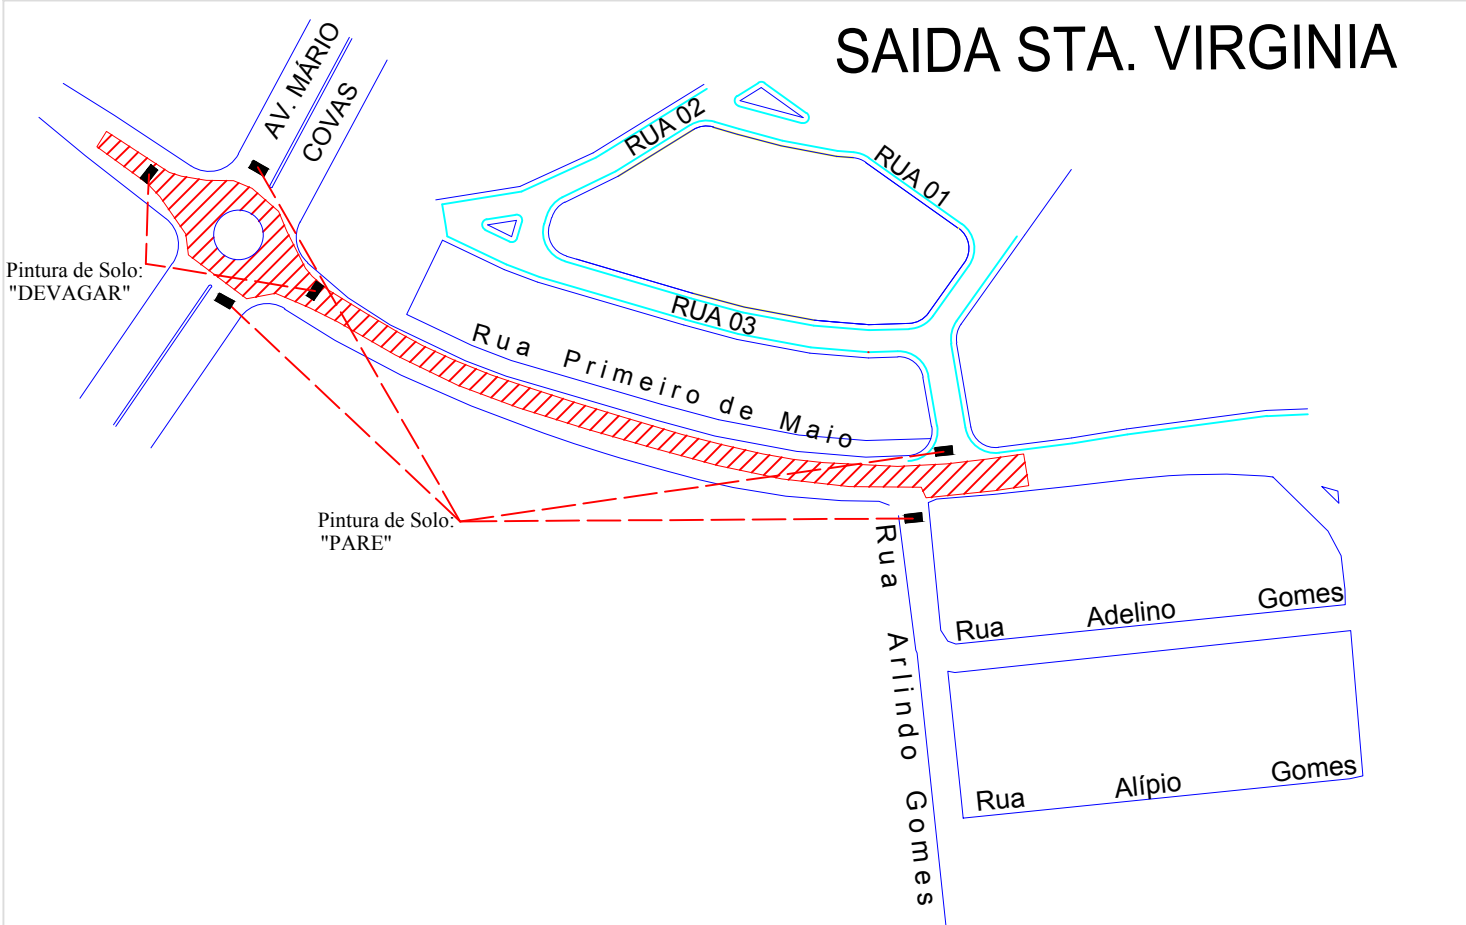 SAIDA STA. VIRGINIA
AV. MÁRIO
COVAS
RUA 02
RUA 01
RUA 03
Pintura de Solo:
"DEVAGAR"
Rua Primeiro de Maio
Pintura de Solo:
"PARE"
Rua Arlindo Gomes
Rua Adelino Gomes
Rua Alípio Gomes